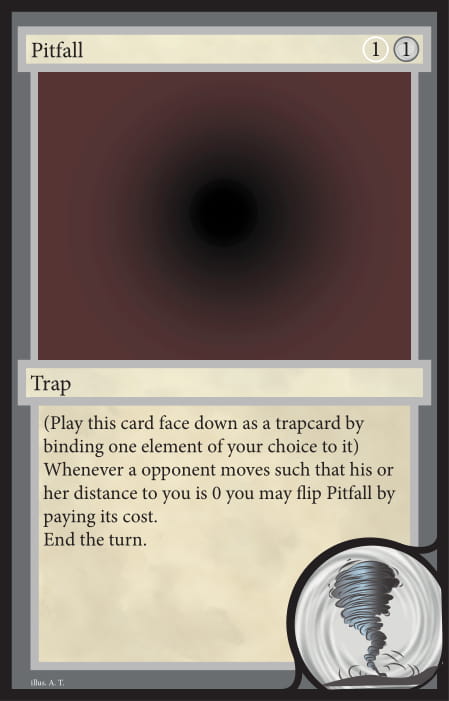 Pitfall 1 1
Trap
(Play this card face down as a trapcard by
binding one element of your choice to it)
Whenever a opponent moves such that his or
her distance to you is 0 you may flip Pitfall by
paying its cost.
End the turn.
illus. A. T.